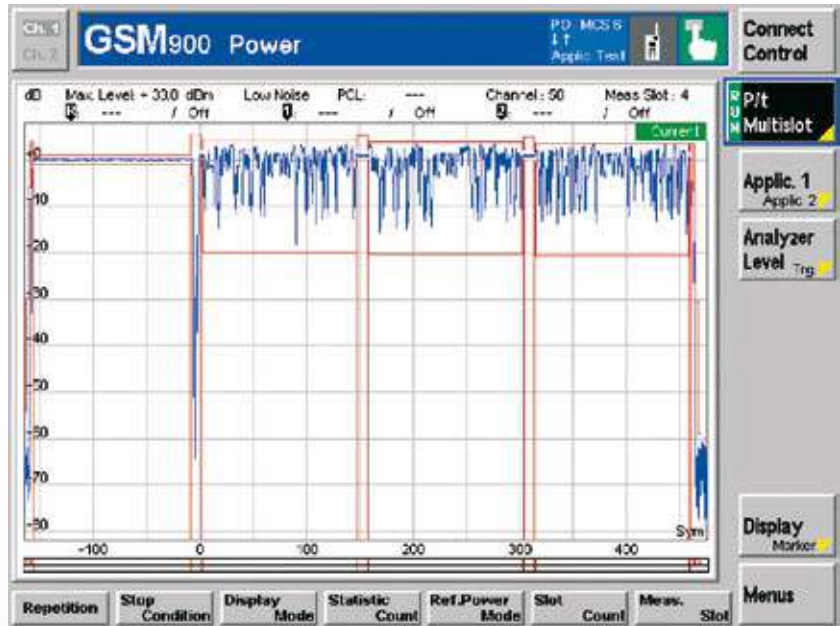 Ch. 1
Ch. 2
GSM900 Power
PD MCS 6
Applic. Test
Connect
Control
dB Max. Level: + 33.0 dBm Low Noise PCL: --- Channel: 50 Meas Slot: 4
--- / Off 1: --- / Off 2: --- / Off
Current
RUN
P/t
Multislot
Applic. 1
Applic. 2
Analyzer
Level Trg.
-10
-20
-30
-40
-50
-60
-70
-80
Sym
-100 0 100 200 300 400
Display
Marker
Repetition
Stop
Condition
Display
Mode
Statistic
Count
Ref.Power
Mode
Slot
Count
Meas.
Slot
Menus